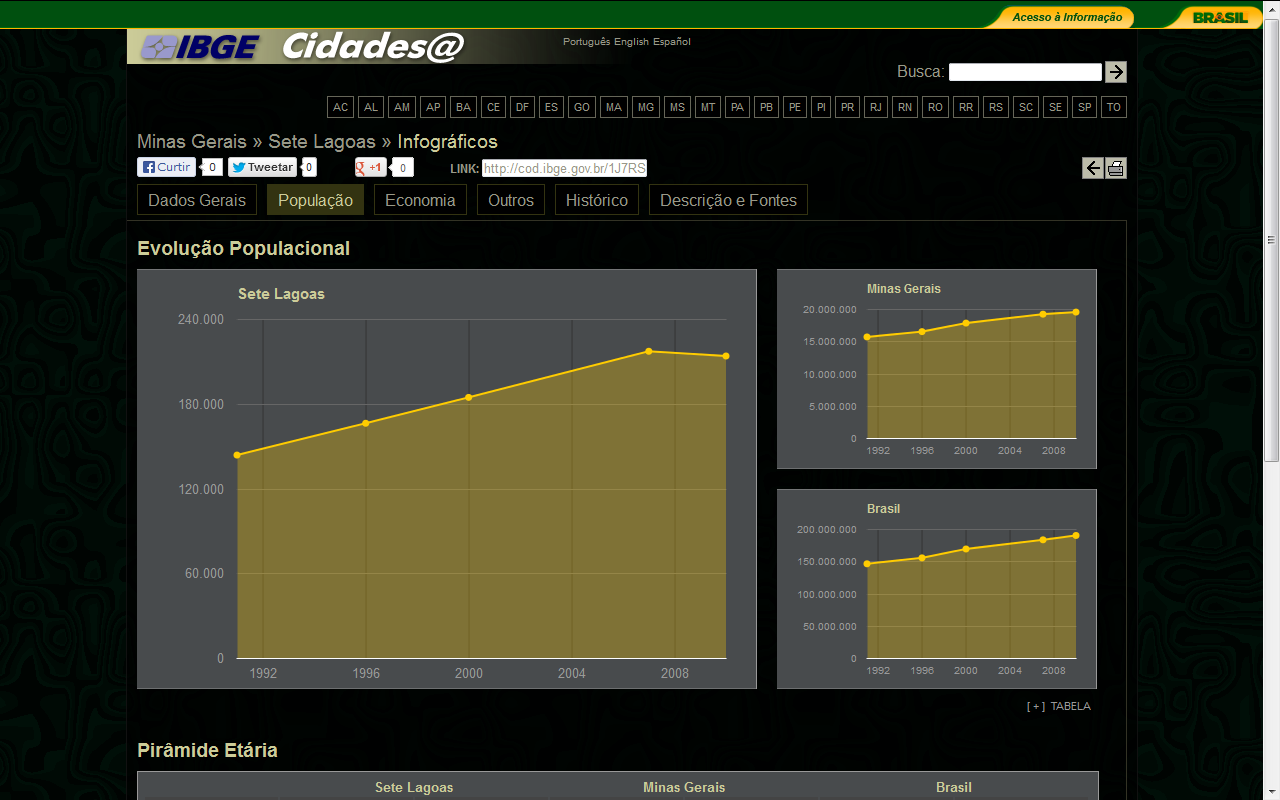 Acesso à Informação
BRASIL
IBGE Cidades@
Português English Español
Busca:
AC AL AM AP BA CE DF ES GO MA MG MS MT PA PB PE PI PR RJ RN RO RR RS SC SE SP TO
Minas Gerais » Sete Lagoas » Infográficos
Curtir 0 Tweetar 0 +1 0 LINK: http://cod.ibge.gov.br/1J7RS
Dados Gerais População Economia Outros Histórico Descrição e Fontes
Evolução Populacional
Sete Lagoas
240.000
180.000
120.000
60.000
0
1992 1996 2000 2004 2008
Minas Gerais
20.000.000
15.000.000
10.000.000
5.000.000
0
1992 1996 2000 2004 2008
Brasil
200.000.000
150.000.000
100.000.000
50.000.000
0
1992 1996 2000 2004 2008
[+] TABELA
Pirâmide Etária
Sete Lagoas Minas Gerais Brasil